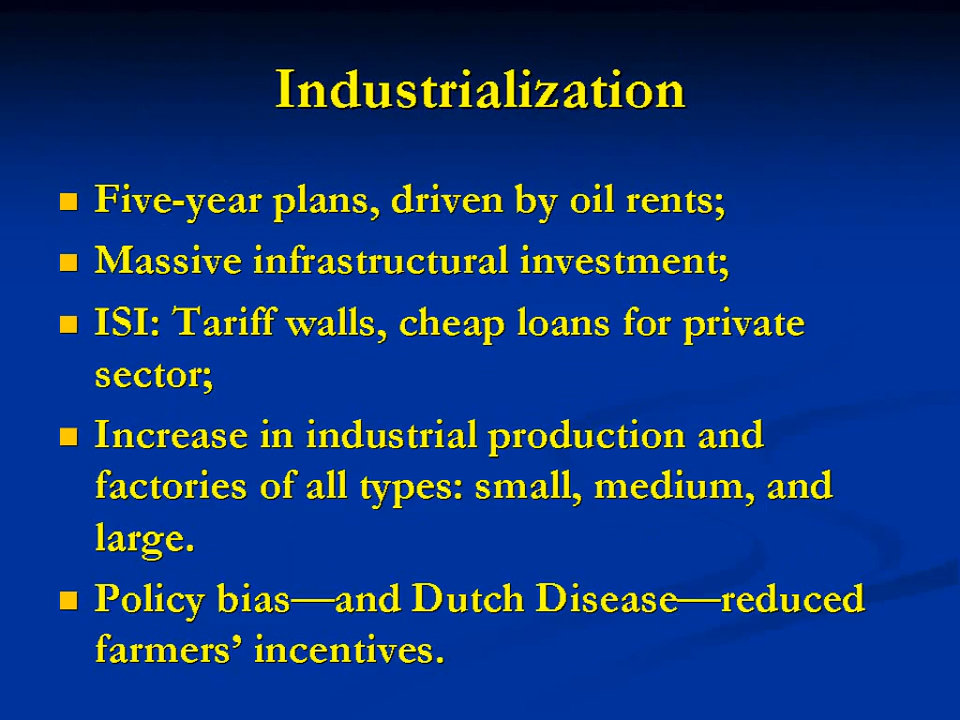 Industrialization
Five-year plans, driven by oil rents;
Massive infrastructural investment;
ISI: Tariff walls, cheap loans for private
sector;
Increase in industrial production and
factories of all types: small, medium, and
large.
Policy bias—and Dutch Disease—reduced
farmers’ incentives.